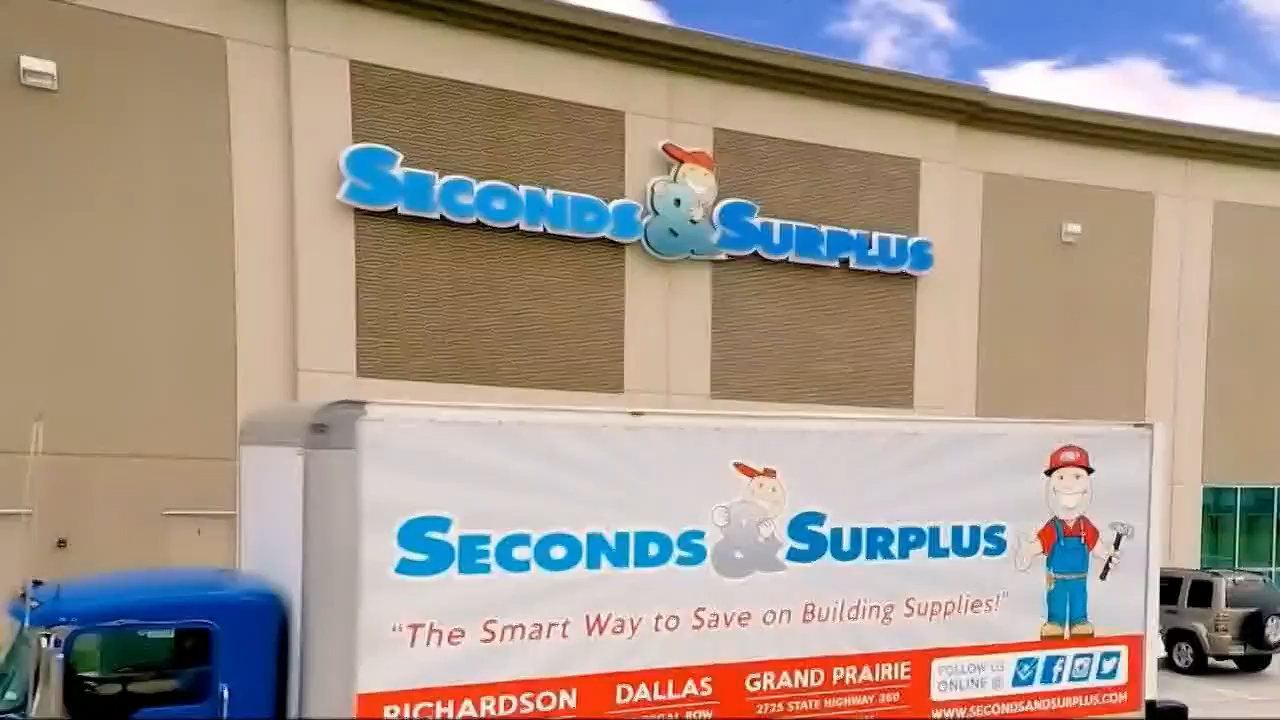 SECONDS & SURPLUS
SECONDS & SURPLUS
"The Smart Way to Save on Building Supplies!"
RICHARDSON
DALLAS
ROW
GRAND PRAIRIE
2725 STATE HIGHWAY 360
FOLLOW US
ONLINE @
WWW.SECONDSANDSURPLUS.COM